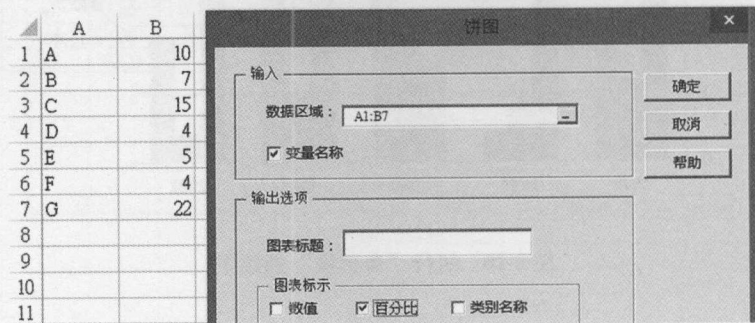 A B
1 A 10
2 B 7
3 C 15
4 D 4
5 E 5
6 F 4
7 G 22
8
9
10
11
饼图
输入
数据区域： A1:B7
变量名称
输出选项
图表标题：
图表标示
数值 百分比 类别名称
确定
取消
帮助